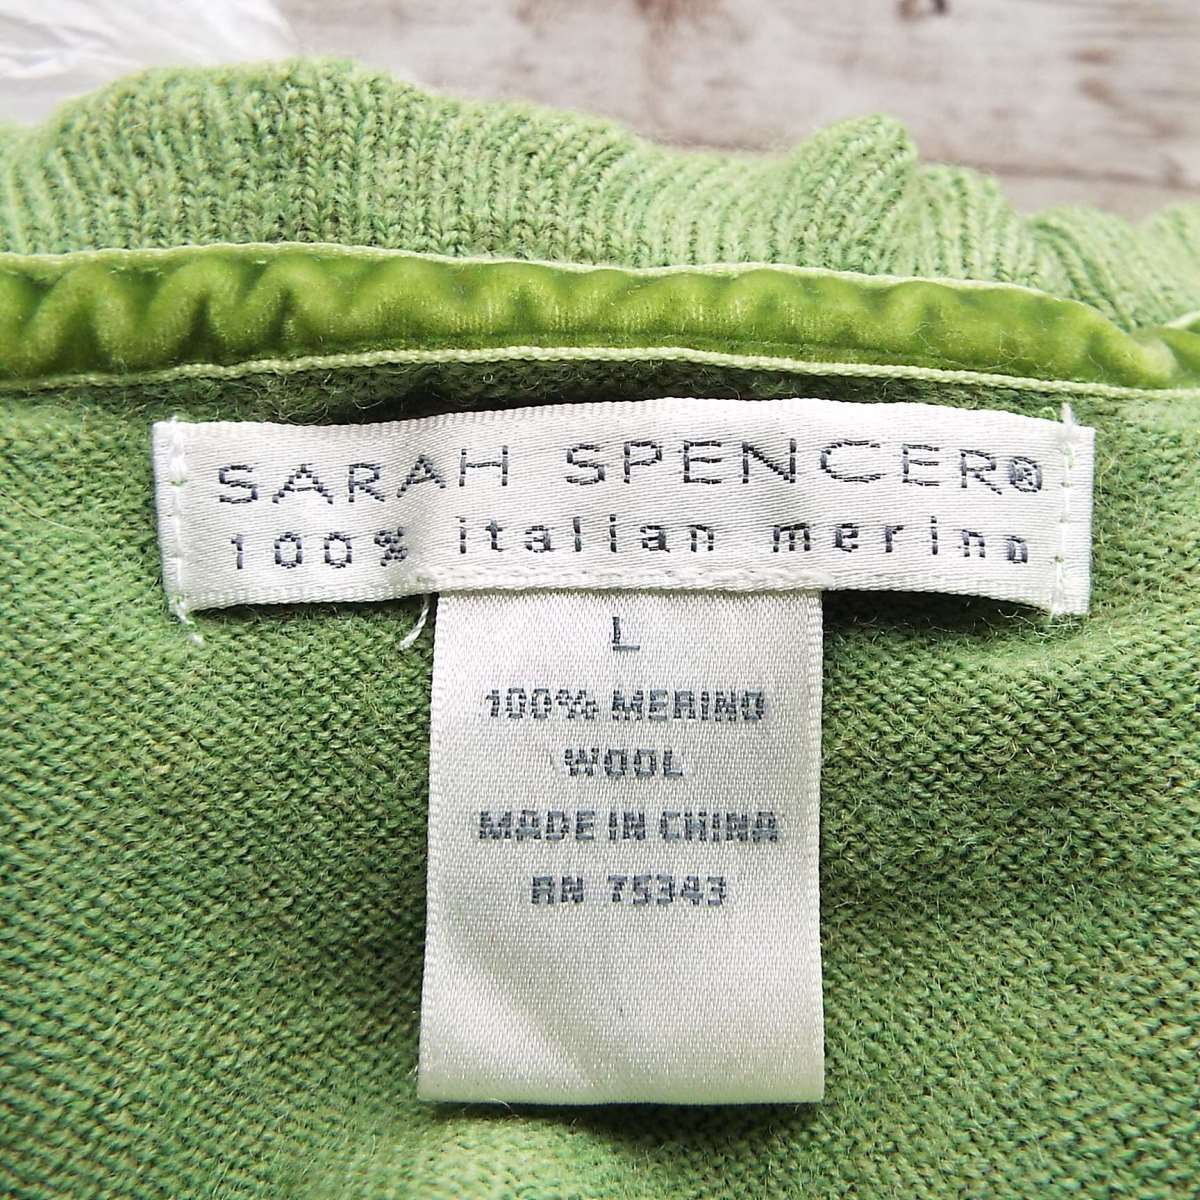 SARAH SPENCER®
100% italian merino
L
100% MERINO
WOOL
MADE IN CHINA
RN 75343